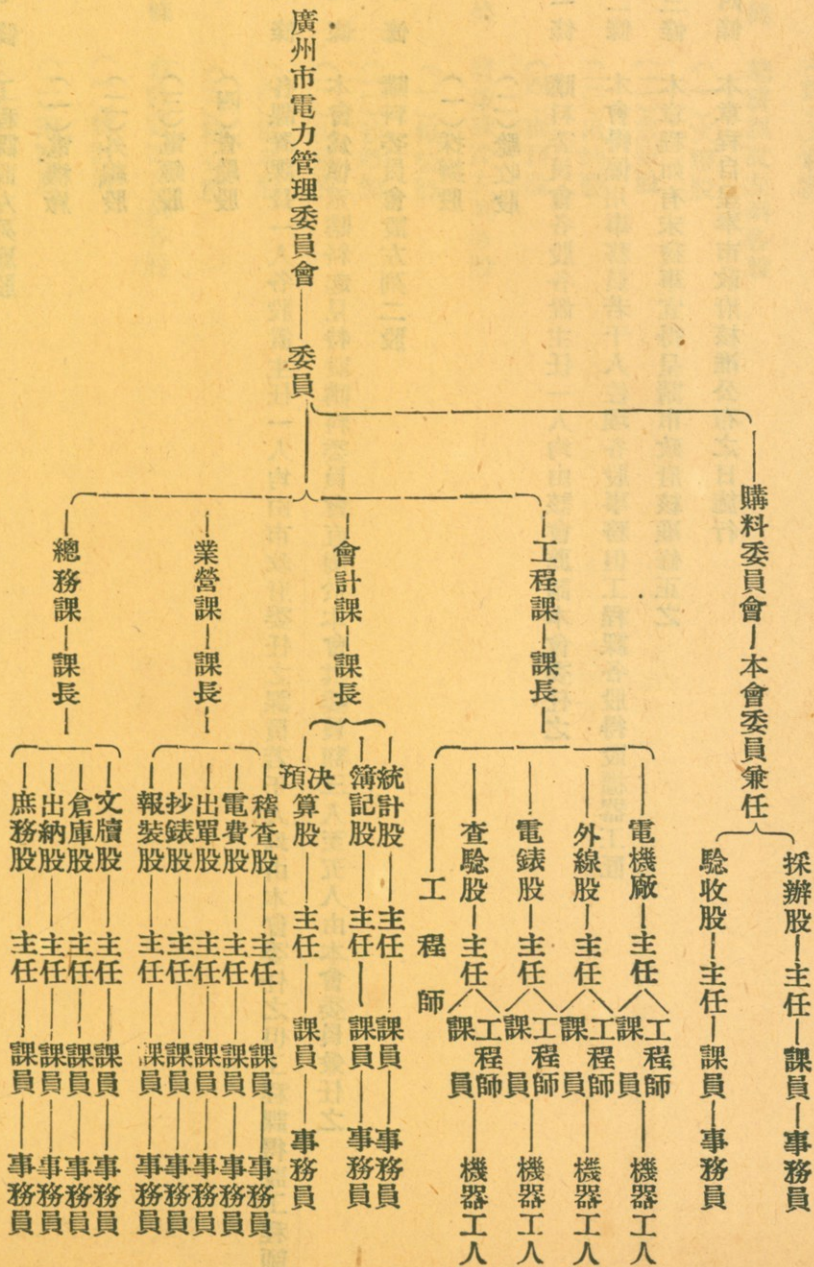 廣州市電力管理委員會——委員
購料委員會—本會委員兼任
採辦股—主任—課員—事務員
騐收股—主任—課員—事務員
工程課—課長
電機廠—主任 工程師 課員—機器工人
外線股—主任 工程師 課員—機器工人
電錶股—主任 工程師 課員—機器工人
查騐股—主任 工程師 課員—機器工人
工程師
會計課—課長
統計股—主任—課員—事務員
簿記股—主任—課員—事務員
預决算股—主任—課員—事務員
業營課—課長
稽查股—主任—課員—事務員
電費股—主任—課員—事務員
出單股—主任—課員—事務員
抄錶股—主任—課員—事務員
報裝股—主任—課員—事務員
總務課—課長
文牘股—主任—課員—事務員
倉庫股—主任—課員—事務員
出納股—主任—課員—事務員
庶務股—主任—課員—事務員